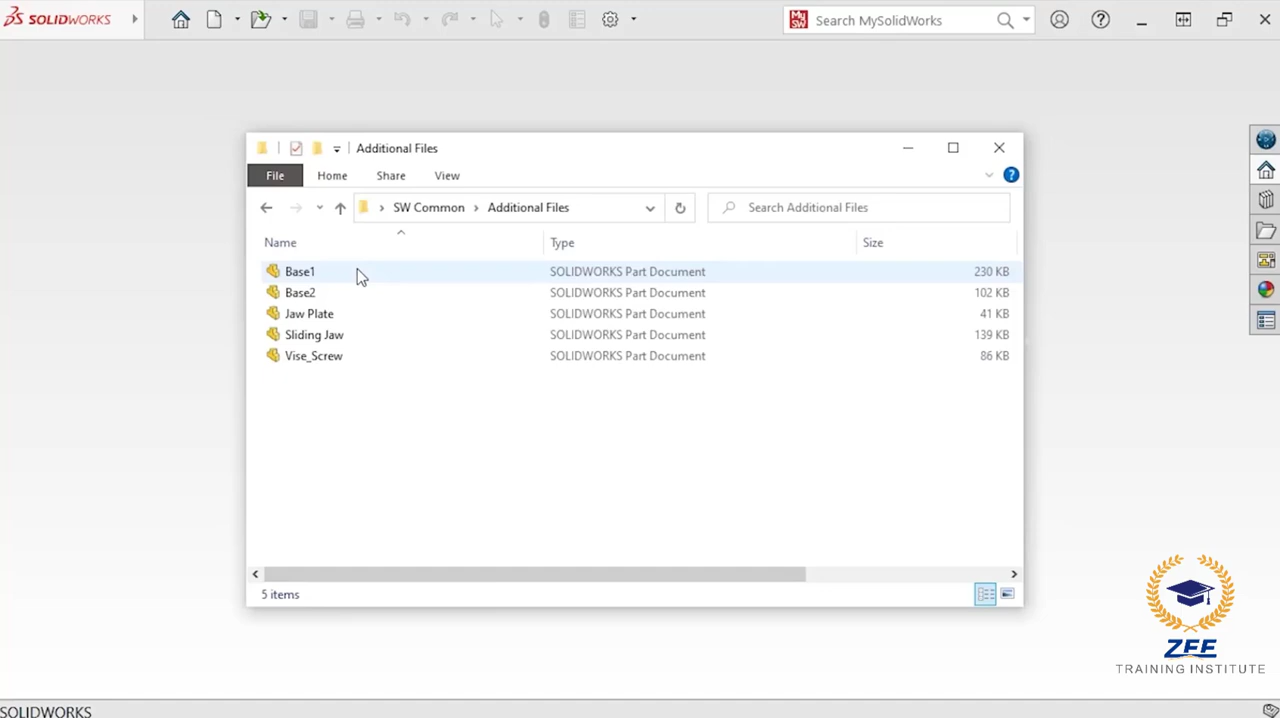 SOLIDWORKS
MY SW
Search MySolidWorks
Additional Files
File Home Share View
SW Common > Additional Files
Search Additional Files
Name Type Size
Base1 SOLIDWORKS Part Document 230 KB
Base2 SOLIDWORKS Part Document 102 KB
Jaw Plate SOLIDWORKS Part Document 41 KB
Sliding Jaw SOLIDWORKS Part Document 139 KB
Vise_Screw SOLIDWORKS Part Document 86 KB
5 items
ZFE
TRAINING INSTITUTE
SOLIDWORKS